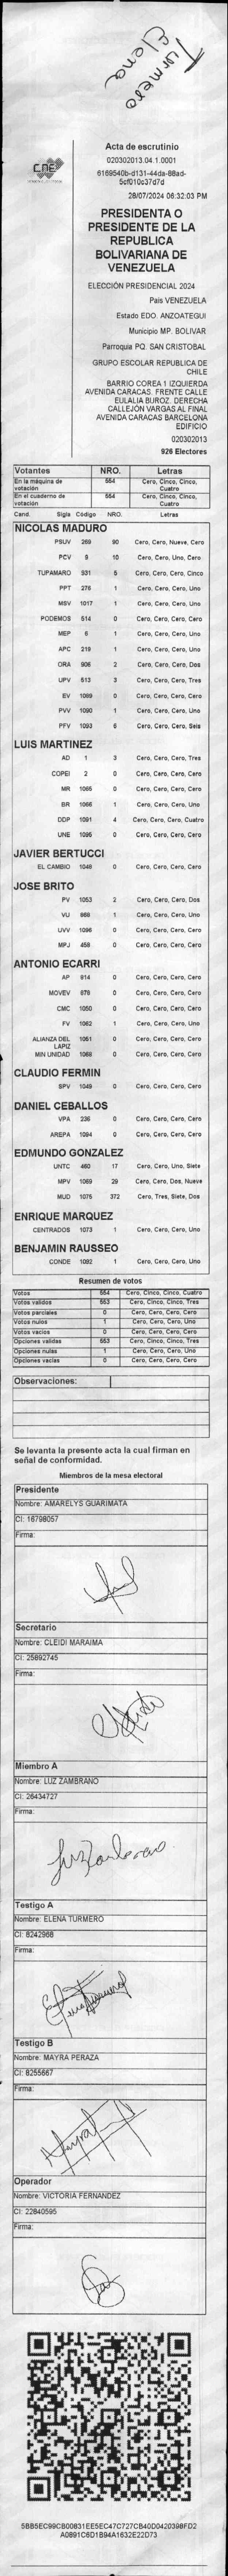 Turmero
Elena
CNE
Acta de escrutinio
020302013.04.1.0001
6169540b-d131-44da-88ad-
5cf010c37d7d
28/07/2024 06:32:03 PM
PRESIDENTA O
PRESIDENTE DE LA
REPUBLICA
BOLIVARIANA DE
VENEZUELA
ELECCIÓN PRESIDENCIAL 2024
País VENEZUELA
Estado EDO. ANZOATEGUI
Municipio MP. BOLIVAR
Parroquia PQ. SAN CRISTOBAL
GRUPO ESCOLAR REPUBLICA DE
CHILE
BARRIO COREA 1 IZQUIERDA
AVENIDA CARACAS. FRENTE CALLE
EULALIA BUROZ. DERECHA
CALLEJÓN VARGAS AL FINAL
AVENIDA CARACAS BARCELONA
EDIFICIO
020302013
926 Electores
Votantes NRO. Letras
En la máquina de votación 554 Cero, Cinco, Cinco, Cuatro
En el cuaderno de votación 554 Cero, Cinco, Cinco, Cuatro
Cand. Sigla Código NRO. Letras
NICOLAS MADURO
PSUV 269 90 Cero, Cero, Nueve, Cero
PCV 9 10 Cero, Cero, Uno, Cero
TUPAMARO 931 5 Cero, Cero, Cero, Cinco
PPT 276 1 Cero, Cero, Cero, Uno
MSV 1017 1 Cero, Cero, Cero, Uno
PODEMOS 514 0 Cero, Cero, Cero, Cero
MEP 6 1 Cero, Cero, Cero, Uno
APC 219 1 Cero, Cero, Cero, Uno
ORA 906 2 Cero, Cero, Cero, Dos
UPV 513 3 Cero, Cero, Cero, Tres
EV 1089 0 Cero, Cero, Cero, Cero
PVV 1090 1 Cero, Cero, Cero, Uno
PFV 1093 6 Cero, Cero, Cero, Seis
LUIS MARTINEZ
AD 1 3 Cero, Cero, Cero, Tres
COPEI 2 0 Cero, Cero, Cero, Cero
MR 1065 0 Cero, Cero, Cero, Cero
BR 1066 1 Cero, Cero, Cero, Uno
DDP 1091 4 Cero, Cero, Cero, Cuatro
UNE 1095 0 Cero, Cero, Cero, Cero
JAVIER BERTUCCI
EL CAMBIO 1048 0 Cero, Cero, Cero, Cero
JOSE BRITO
PV 1053 2 Cero, Cero, Cero, Dos
VU 969 1 Cero, Cero, Cero, Uno
UVV 1096 0 Cero, Cero, Cero, Cero
MPJ 456 0 Cero, Cero, Cero, Cero
ANTONIO ECARRI
AP 914 0 Cero, Cero, Cero, Cero
MOVEV 976 0 Cero, Cero, Cero, Cero
CMC 1050 0 Cero, Cero, Cero, Cero
FV 1062 1 Cero, Cero, Cero, Uno
ALIANZA DEL LAPIZ 1051 0 Cero, Cero, Cero, Cero
MIN UNIDAD 1068 0 Cero, Cero, Cero, Cero
CLAUDIO FERMIN
SPV 1049 0 Cero, Cero, Cero, Cero
DANIEL CEBALLOS
VPA 236 0 Cero, Cero, Cero, Cero
AREPA 1094 0 Cero, Cero, Cero, Cero
EDMUNDO GONZALEZ
UNTC 460 17 Cero, Cero, Uno, Siete
MPV 1069 29 Cero, Cero, Dos, Nueve
MUD 1075 372 Cero, Tres, Siete, Dos
ENRIQUE MARQUEZ
CENTRADOS 1073 1 Cero, Cero, Cero, Uno
BENJAMIN RAUSSEO
CONDE 1092 1 Cero, Cero, Cero, Uno
Resumen de votos
Votos 554 Cero, Cinco, Cinco, Cuatro
Votos validos 553 Cero, Cinco, Cinco, Tres
Votos parciales 0 Cero, Cero, Cero, Cero
Votos nulos 1 Cero, Cero, Cero, Uno
Votos vacíos 0 Cero, Cero, Cero, Cero
Opciones validas 553 Cero, Cinco, Cinco, Tres
Opciones nulas 1 Cero, Cero, Cero, Uno
Opciones vacías 0 Cero, Cero, Cero, Cero
Observaciones:
Se levanta la presente acta la cual firman en
señal de conformidad.
Miembros de la mesa electoral
Presidente
Nombre: AMARELYS GUARIMATA
CI: 16798057
Firma:
Secretario
Nombre: CLEIDI MARAIMA
CI: 25892745
Firma:
Miembro A
Nombre: LUZ ZAMBRANO
CI: 26434727
Firma:
Luz Zambrano
Testigo A
Nombre: ELENA TURMERO
CI: 8242968
Firma:
Testigo B
Nombre: MAYRA PERAZA
CI: 8255667
Firma:
Operador
Nombre: VICTORIA FERNANDEZ
CI: 22840595
Firma:
5BB5EC99CB00831EE5EC47C727CB40D0420398FD2
A0891C6D1B94A1632E22D73